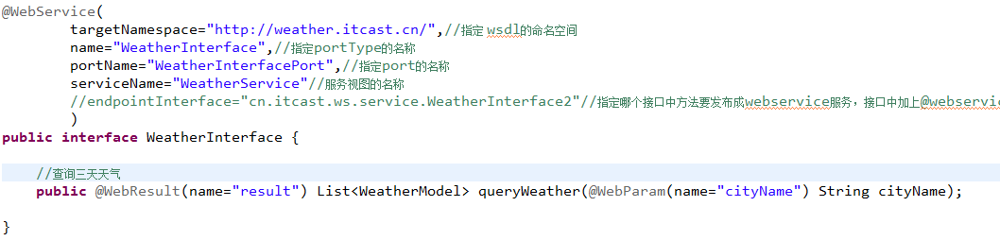 @WebService(
targetNamespace="http://weather.itcast.cn/",//指定 wsdl的命名空间
name="WeatherInterface",//指定portType的名称
portName="WeatherInterfacePort",//指定port的名称
serviceName="WeatherService"//服务视图的名称
//endpointInterface="cn.itcast.ws.service.WeatherInterface2"//指定哪个接口中方法要发布成webservice服务，接口中加上@webservic
)
public interface WeatherInterface {
//查询三天天气
public @WebResult(name="result") List<WeatherModel> queryWeather(@WebParam(name="cityName") String cityName);
}